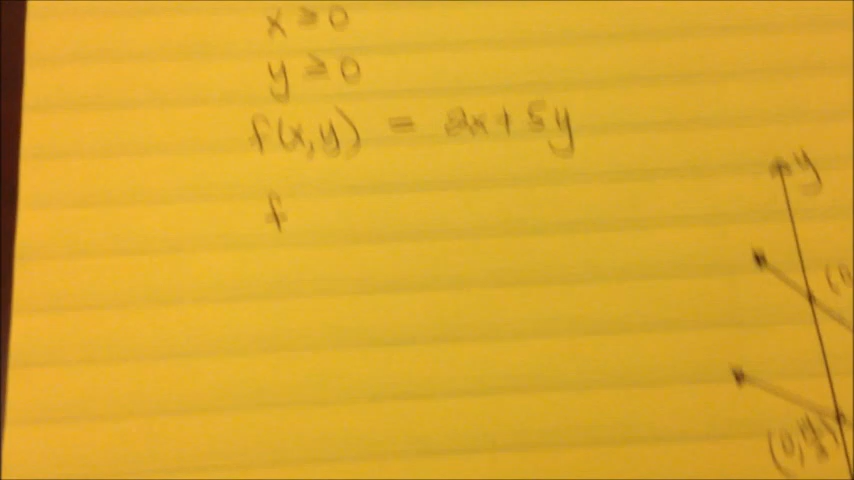 x ≥ 0
y ≥ 0
f(x,y) = 2x+5y
f
y